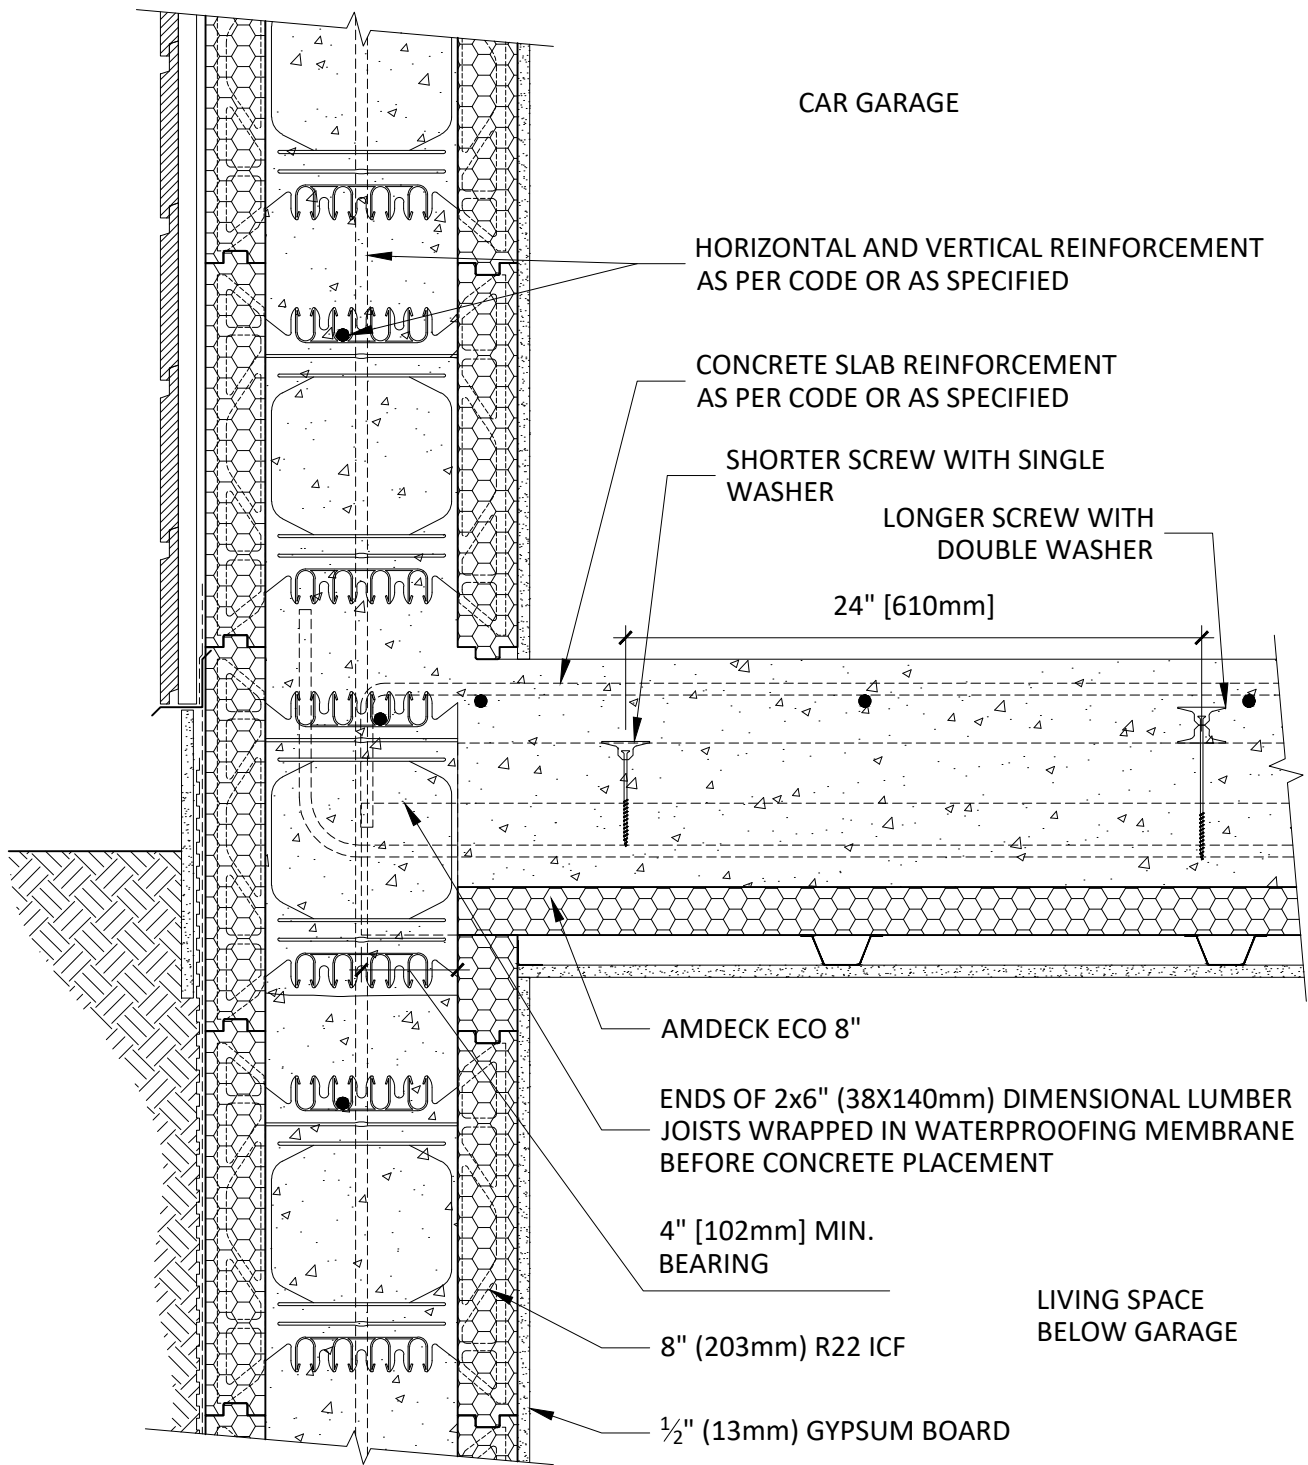 CAR GARAGE
HORIZONTAL AND VERTICAL REINFORCEMENT
AS PER CODE OR AS SPECIFIED
CONCRETE SLAB REINFORCEMENT
AS PER CODE OR AS SPECIFIED
SHORTER SCREW WITH SINGLE
WASHER
LONGER SCREW WITH
DOUBLE WASHER
24" [610mm]
AMDECK ECO 8"
ENDS OF 2x6" (38X140mm) DIMENSIONAL LUMBER
JOISTS WRAPPED IN WATERPROOFING MEMBRANE
BEFORE CONCRETE PLACEMENT
4" [102mm] MIN.
BEARING
LIVING SPACE
BELOW GARAGE
8" (203mm) R22 ICF
½" (13mm) GYPSUM BOARD